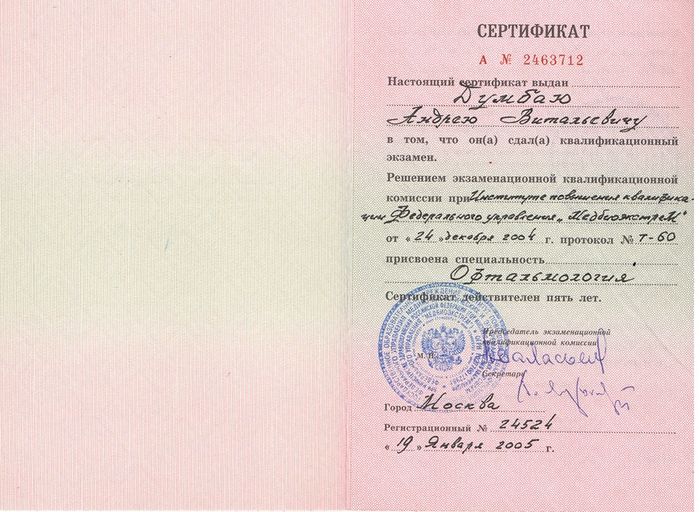 СЕРТИФИКАТ
А № 2463712
Настоящий сертификат выдан
Думбаю
Андрею Витальевичу
в том, что он(а) сдал(а) квалификационный
экзамен.
Решением экзаменационной квалификационной
комиссии при Институте повышения квалифика-
ции Федерального управления „Медбиоэкстрем"
от « 24 » декабря 2004 г. протокол № Т-60
присвоена специальность
Офтальмология
Сертификат действителен пять лет.
Председатель экзаменационной
квалификационной комиссии
М. П.
Секретарь
Город Москва
Регистрационный № 24524
« 19 » Января 2005 г.